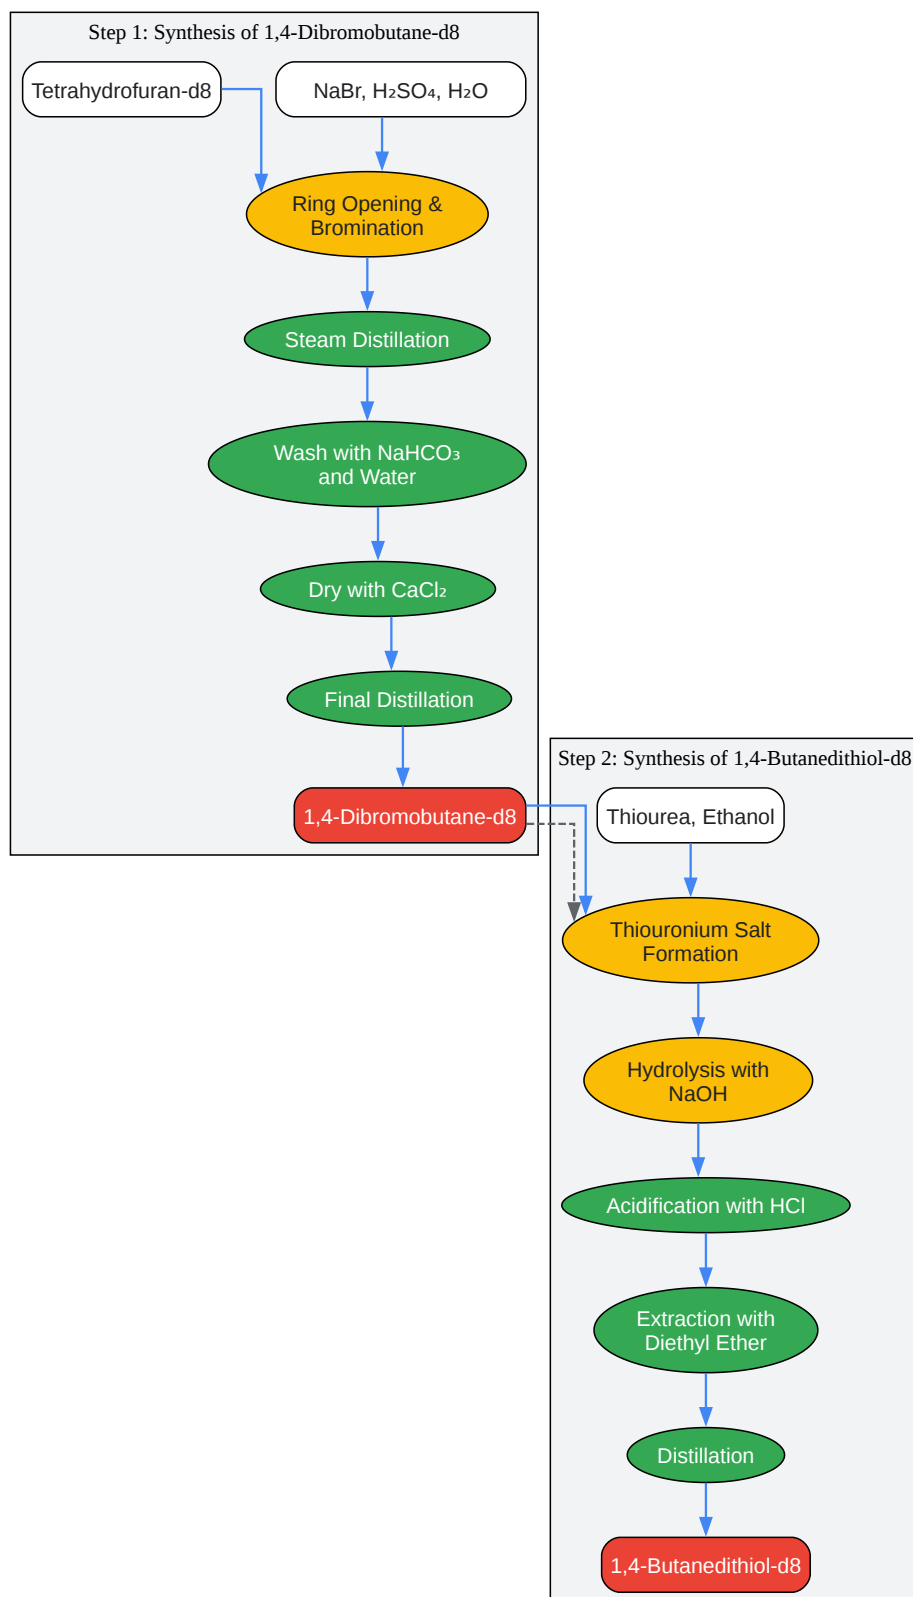 Step 1: Synthesis of 1,4-Dibromobutane-d8
Tetrahydrofuran-d8
NaBr, H₂SO₄, H₂O
Ring Opening &
Bromination
Steam Distillation
Wash with NaHCO₃
and Water
Dry with CaCl₂
Final Distillation
1,4-Dibromobutane-d8
Step 2: Synthesis of 1,4-Butanedithiol-d8
Thiourea, Ethanol
Thiouronium Salt
Formation
Hydrolysis with
NaOH
Acidification with HCl
Extraction with
Diethyl Ether
Distillation
1,4-Butanedithiol-d8